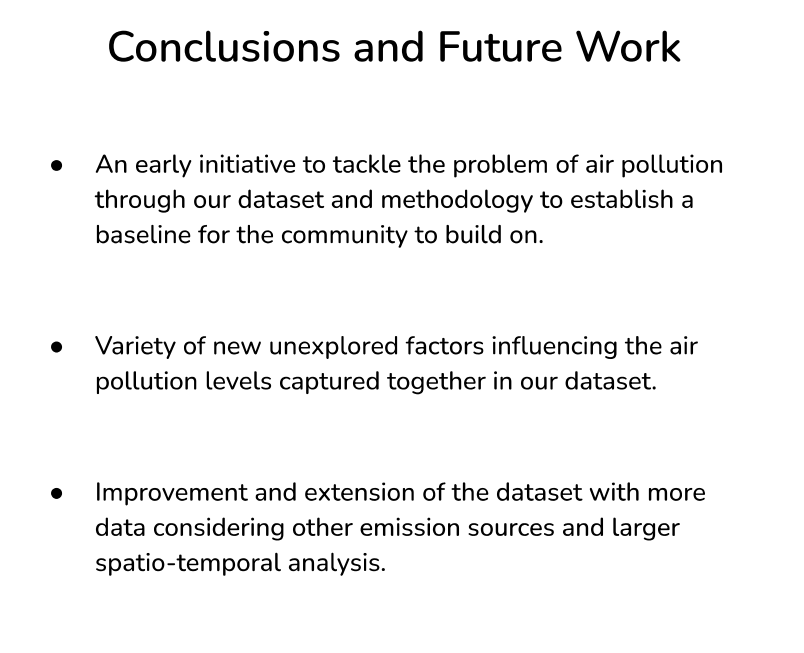 Conclusions and Future Work
● An early initiative to tackle the problem of air pollution
through our dataset and methodology to establish a
baseline for the community to build on.
● Variety of new unexplored factors influencing the air
pollution levels captured together in our dataset.
● Improvement and extension of the dataset with more
data considering other emission sources and larger
spatio-temporal analysis.